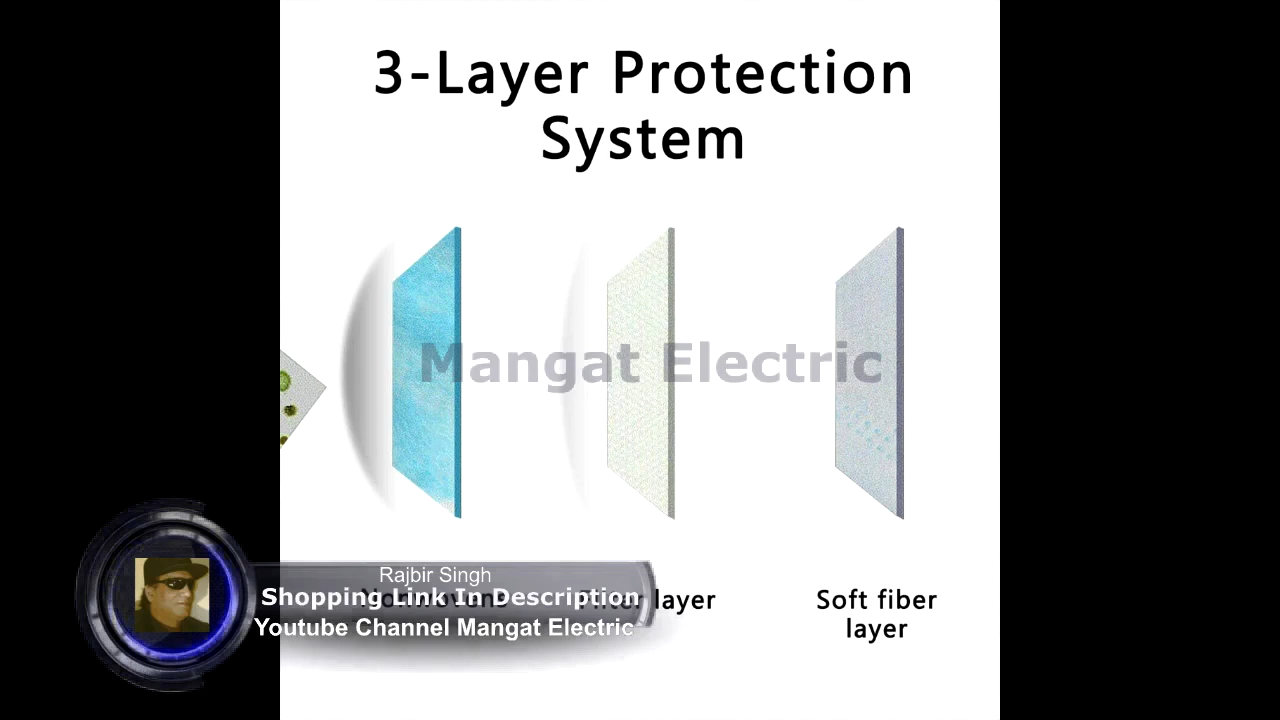 3-Layer Protection
System
Mangat Electric
Rajbir Singh
Shopping Link In Description
Youtube Channel Mangat Electric
Filter layer
Soft fiber
layer